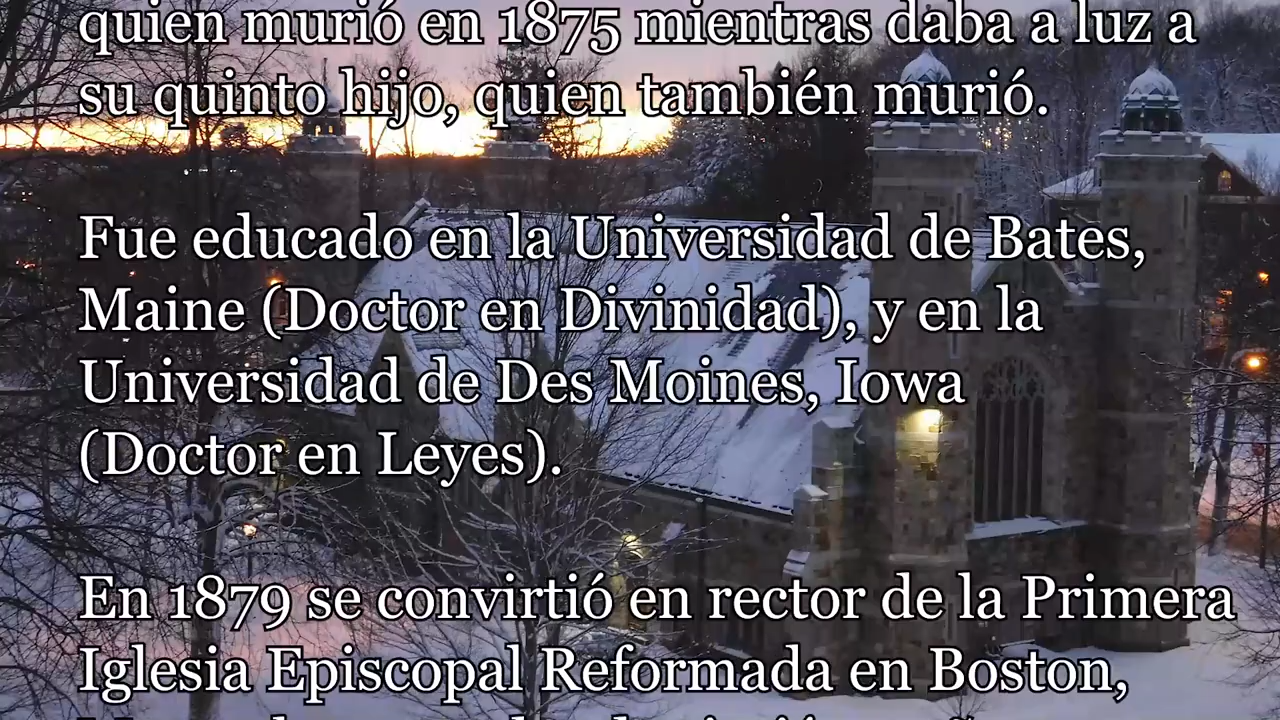 quien murió en 1875 mientras daba a luz a
su quinto hijo, quien también murió.
Fue educado en la Universidad de Bates,
Maine (Doctor en Divinidad), y en la
Universidad de Des Moines, Iowa
(Doctor en Leyes).
En 1879 se convirtió en rector de la Primera
Iglesia Episcopal Reformada en Boston,